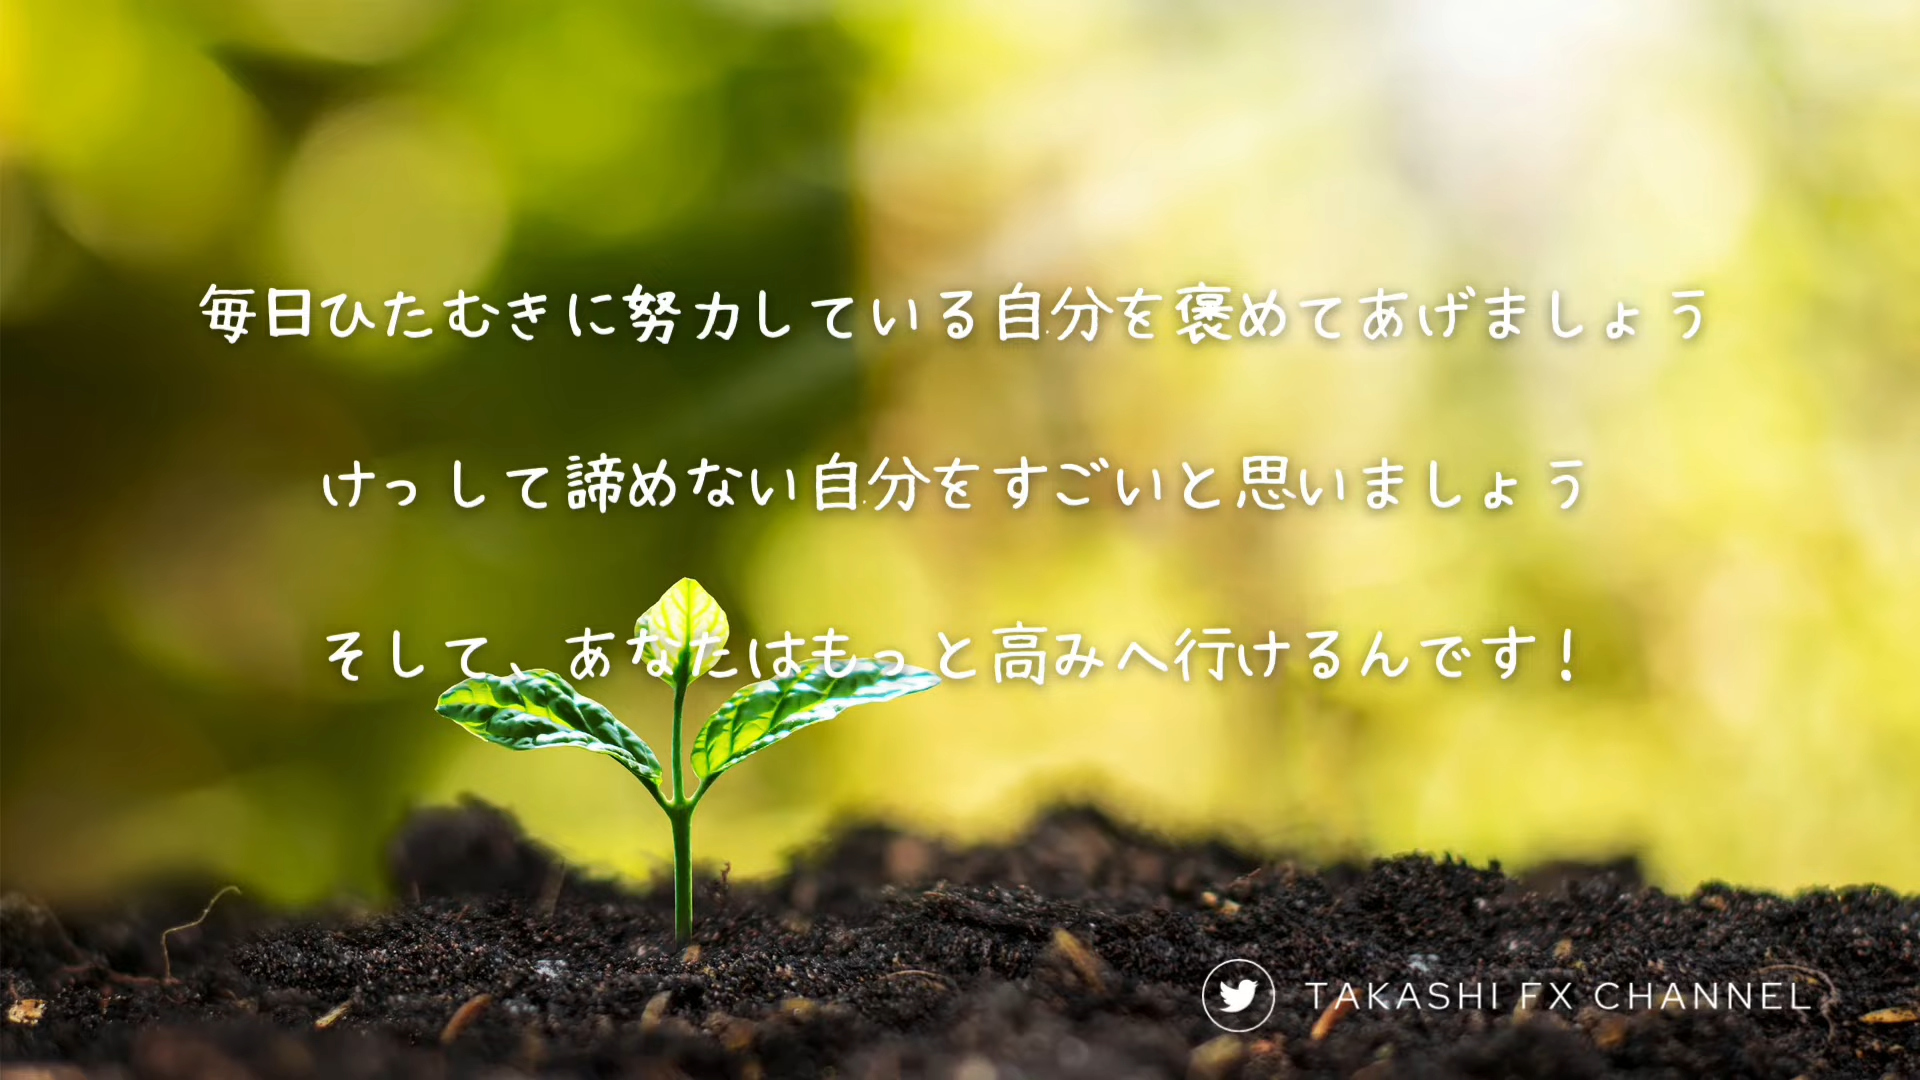 毎日ひたむきに努力している自分を褒めてあげましょう
けっして諦めない自分をすごいと思いましょう
そして、あなたはもっと高みへ行けるんです！
TAKASHI FX CHANNEL